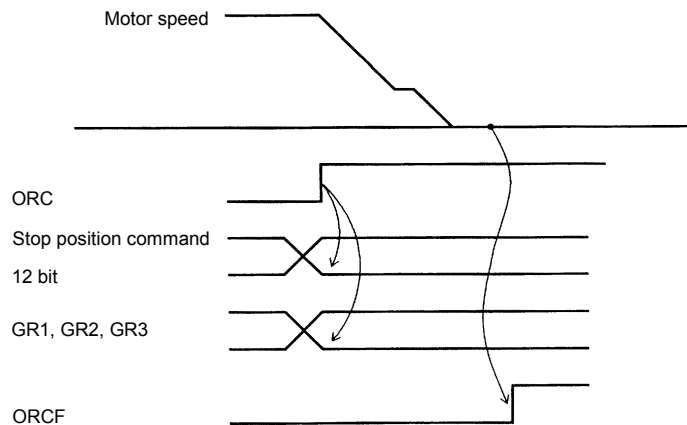 Motor speed
ORC
Stop position command
12 bit
GR1, GR2, GR3
ORCF